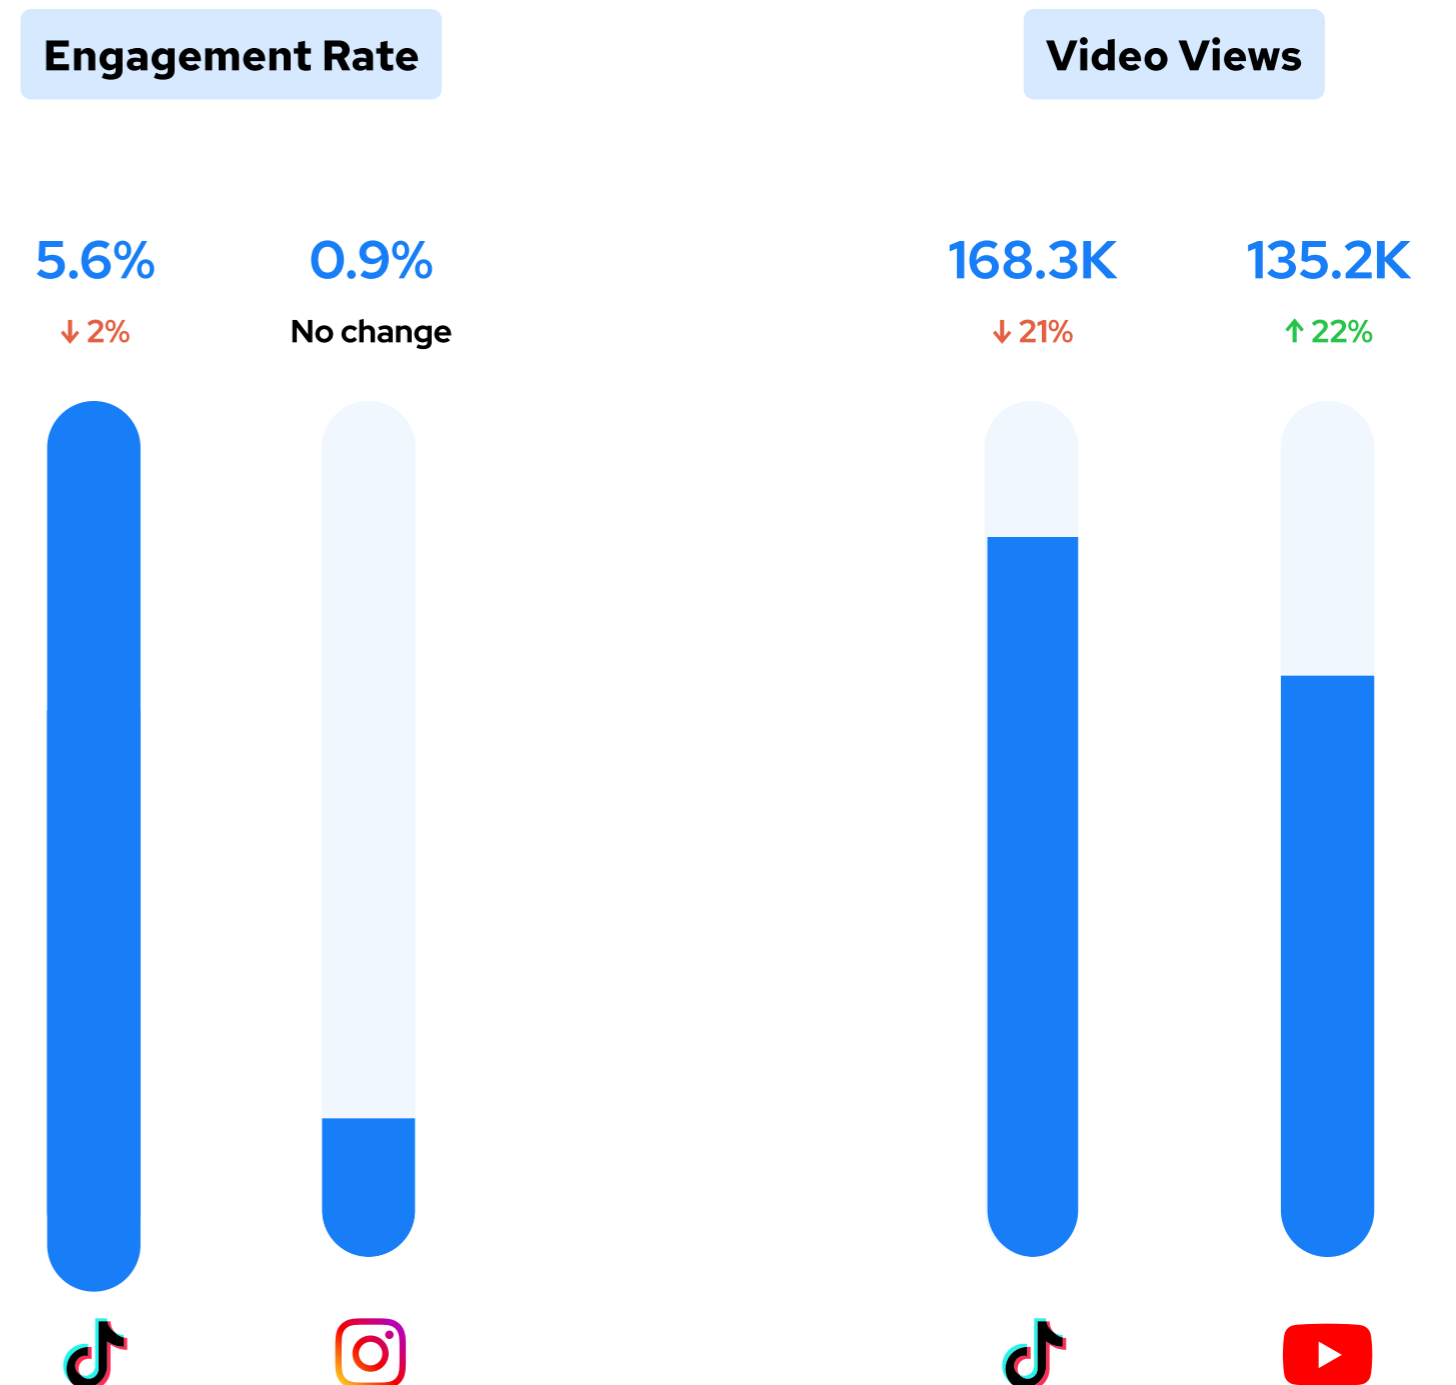 Engagement Rate
Video Views
5.6%
0.9%
168.3K
135.2K
↓ 2%
No change
↓ 21%
↑ 22%